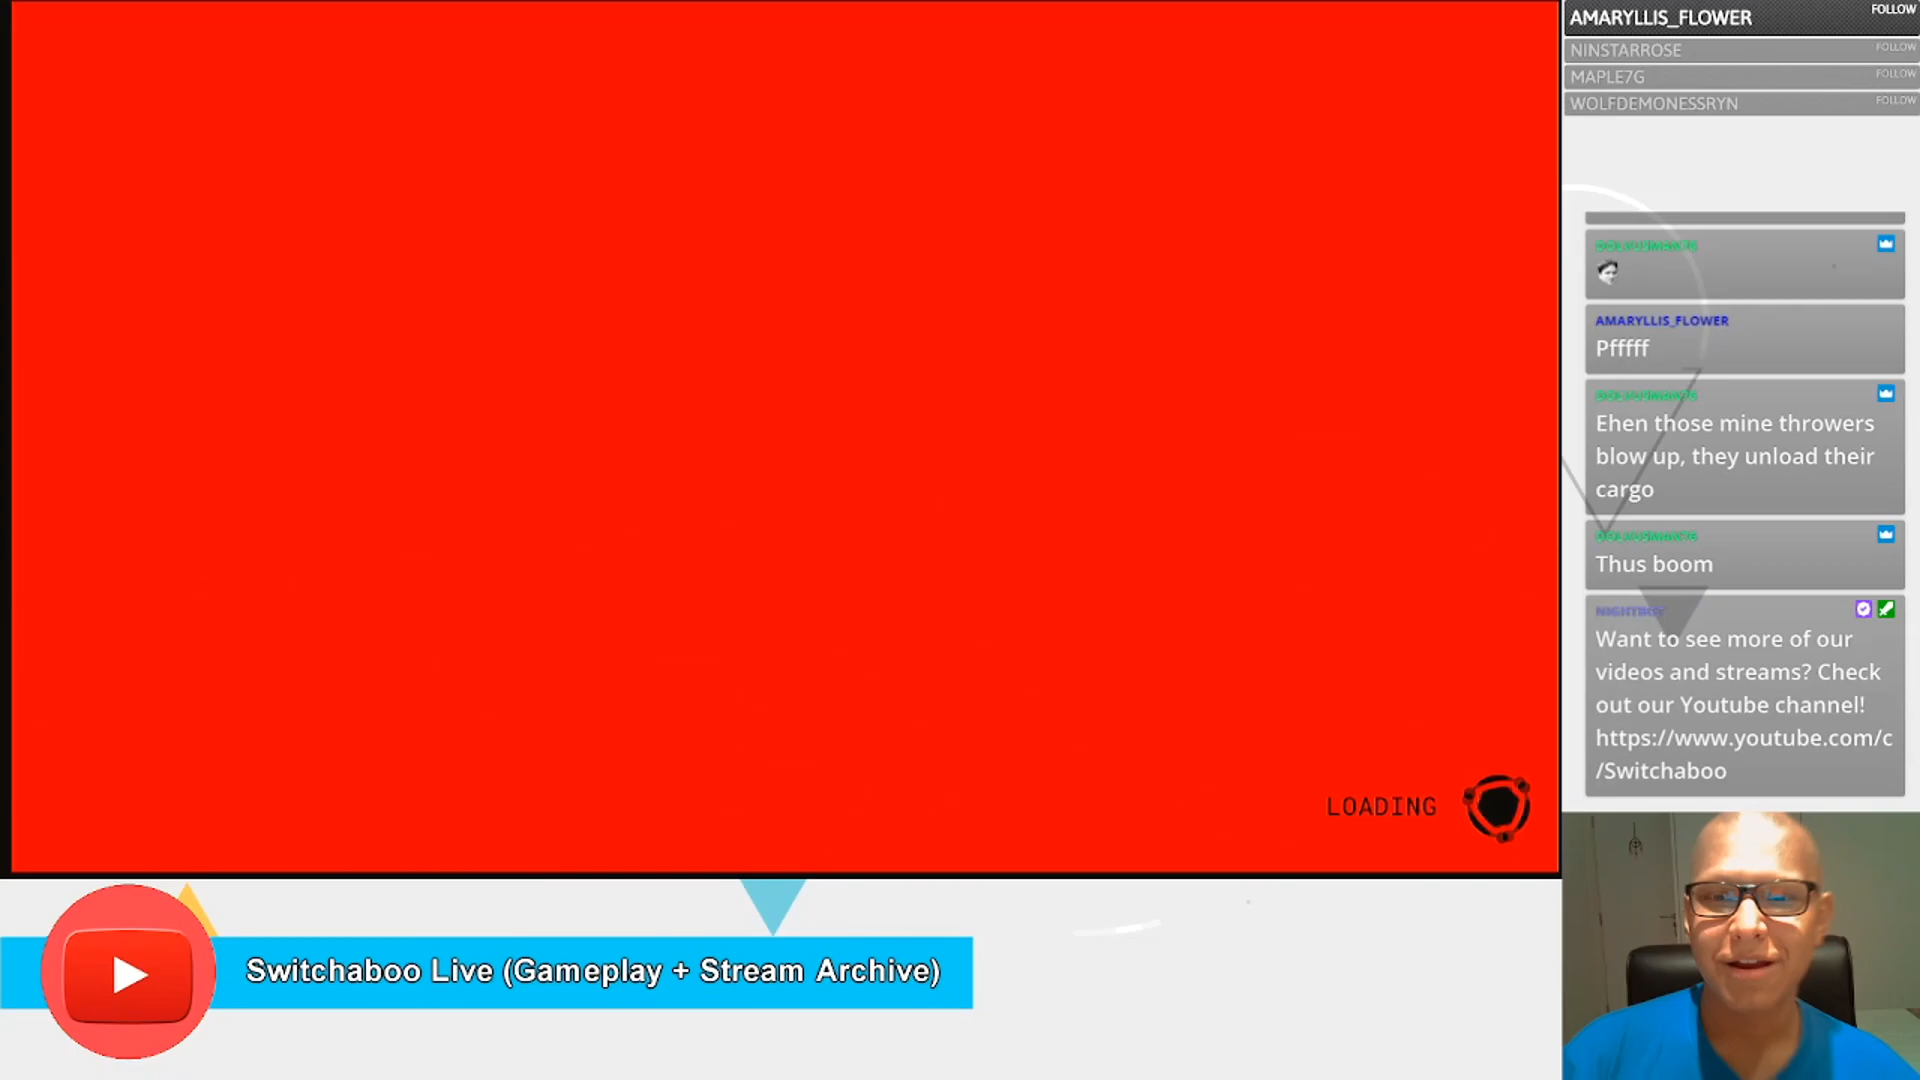 AMARYLLIS_FLOWER FOLLOW
NINSTARROSE FOLLOW
MAPLE7G FOLLOW
WOLFDEMONESSRYN FOLLOW
AMARYLLIS_FLOWER
Pfffff
Ehen those mine throwers
blow up, they unload their
cargo
Thus boom
Want to see more of our
videos and streams? Check
out our Youtube channel!
https://www.youtube.com/c
/Switchaboo
LOADING
Switchaboo Live (Gameplay + Stream Archive)